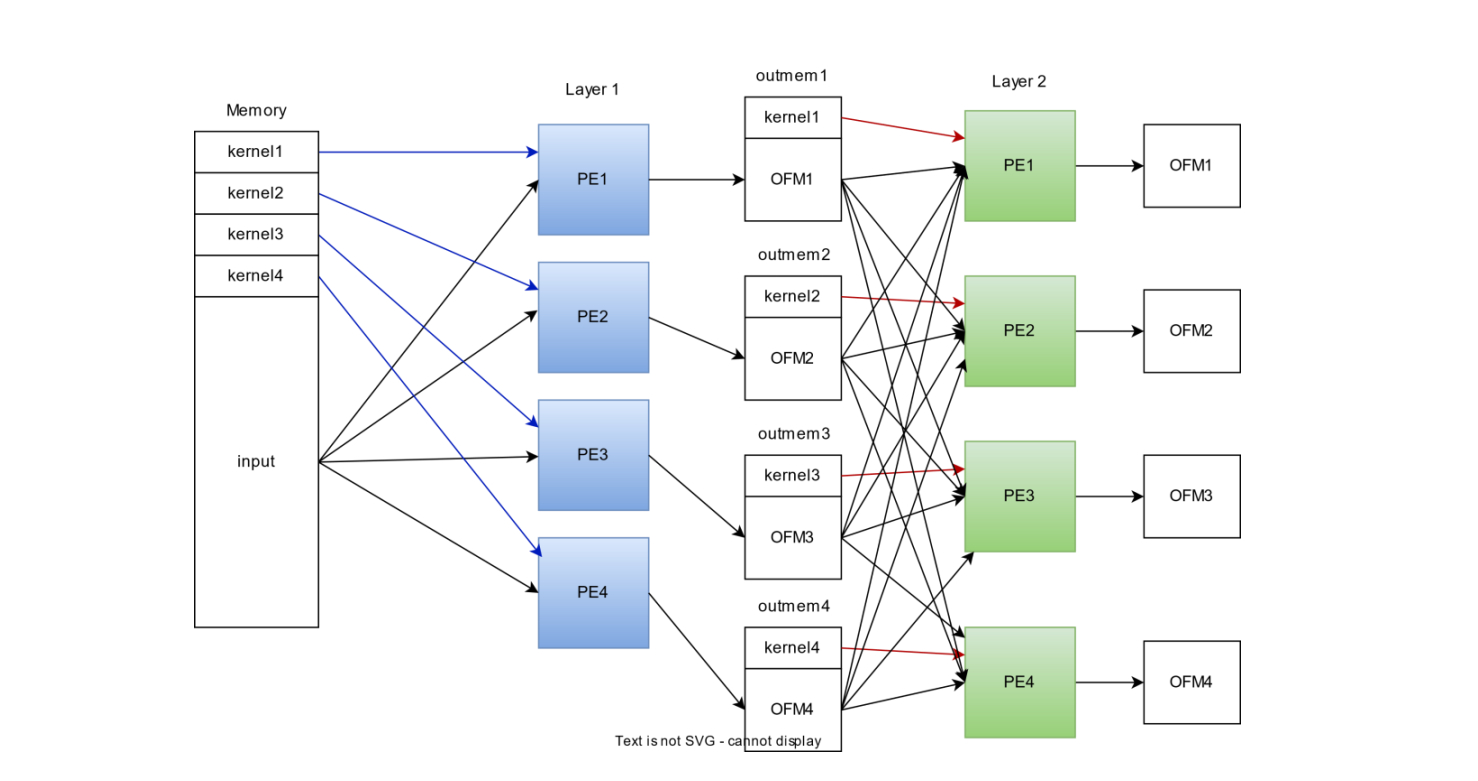 Memory
kernel1
kernel2
kernel3
kernel4
input
Layer 1
PE1
PE2
PE3
PE4
outmem1
kernel1
OFM1
outmem2
kernel2
OFM2
outmem3
kernel3
OFM3
outmem4
kernel4
OFM4
Layer 2
PE1
PE2
PE3
PE4
OFM1
OFM2
OFM3
OFM4
Text is not SVG - cannot display